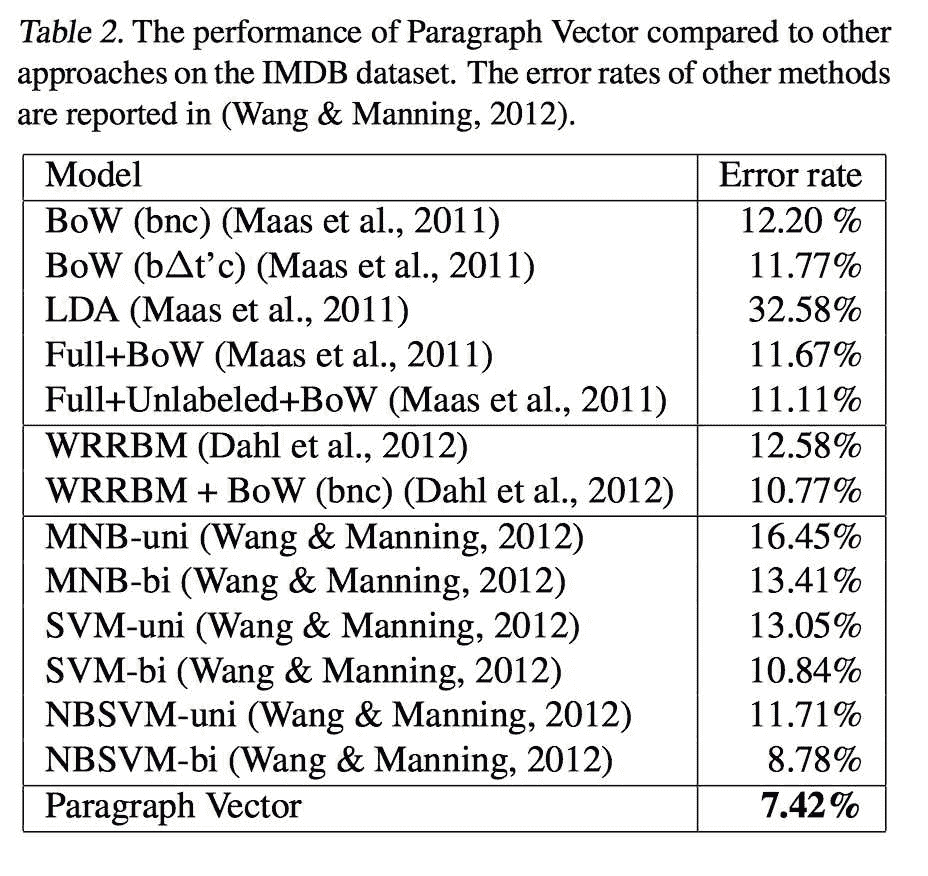 Table 2. The performance of Paragraph Vector compared to other
approaches on the IMDB dataset. The error rates of other methods
are reported in (Wang & Manning, 2012).
Model Error rate
BoW (bnc) (Maas et al., 2011) 12.20 %
BoW (bΔt’c) (Maas et al., 2011) 11.77%
LDA (Maas et al., 2011) 32.58%
Full+BoW (Maas et al., 2011) 11.67%
Full+Unlabeled+BoW (Maas et al., 2011) 11.11%
WRRBM (Dahl et al., 2012) 12.58%
WRRBM + BoW (bnc) (Dahl et al., 2012) 10.77%
MNB-uni (Wang & Manning, 2012) 16.45%
MNB-bi (Wang & Manning, 2012) 13.41%
SVM-uni (Wang & Manning, 2012) 13.05%
SVM-bi (Wang & Manning, 2012) 10.84%
NBSVM-uni (Wang & Manning, 2012) 11.71%
NBSVM-bi (Wang & Manning, 2012) 8.78%
Paragraph Vector 7.42%